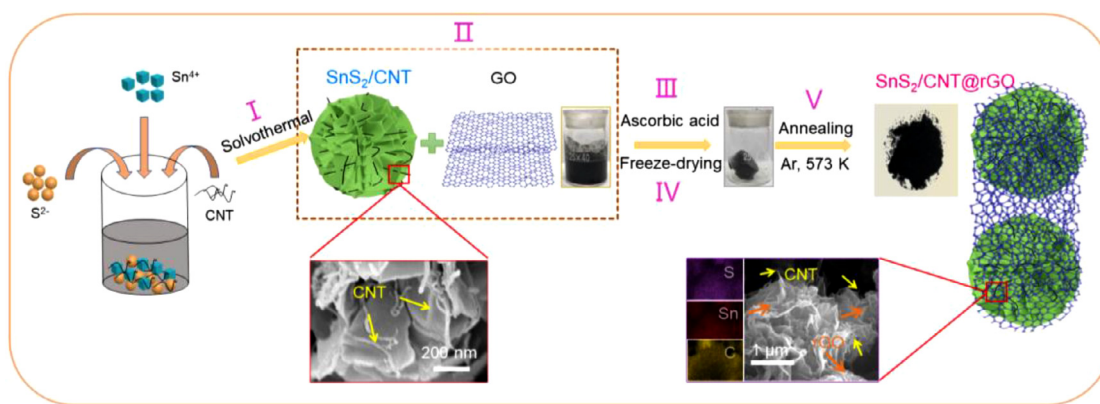 II
Sn⁴⁺
SnS₂/CNT
GO
SnS₂/CNT@rGO
I
Solvothermal
III
Ascorbic acid
Freeze-drying
IV
V
Annealing
Ar, 573 K
S²⁻
CNT
CNT
200 nm
S
Sn
C
CNT
rGO
1 μm